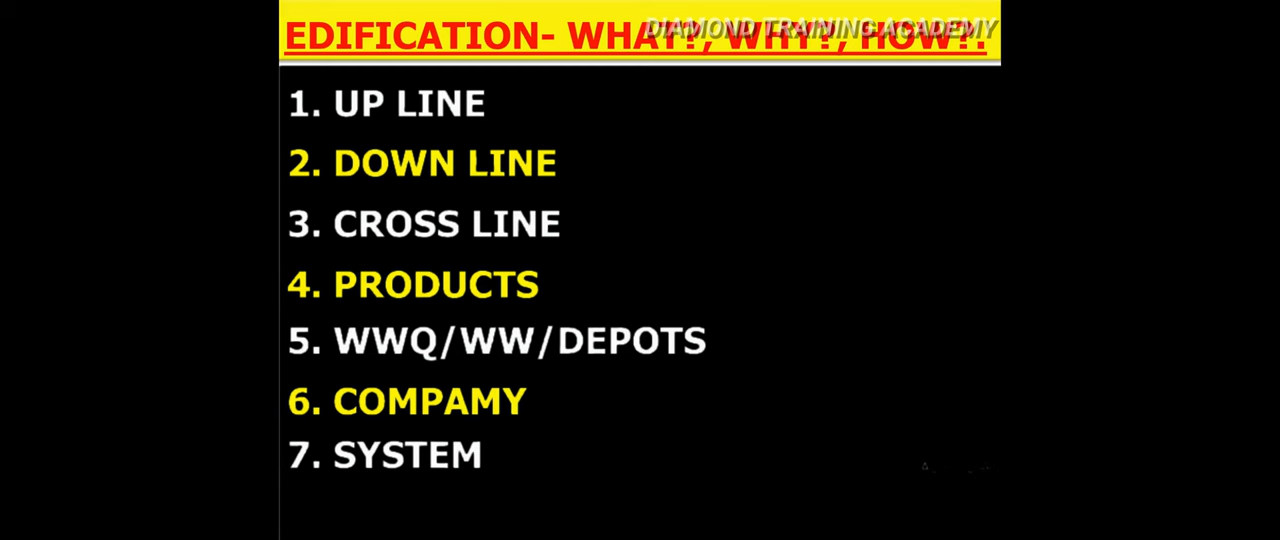 DIAMOND TRAINING ACADEMY
EDIFICATION- WHAT?, WHY?, HOW?.
1. UP LINE
2. DOWN LINE
3. CROSS LINE
4. PRODUCTS
5. WWQ/WW/DEPOTS
6. COMPAMY
7. SYSTEM